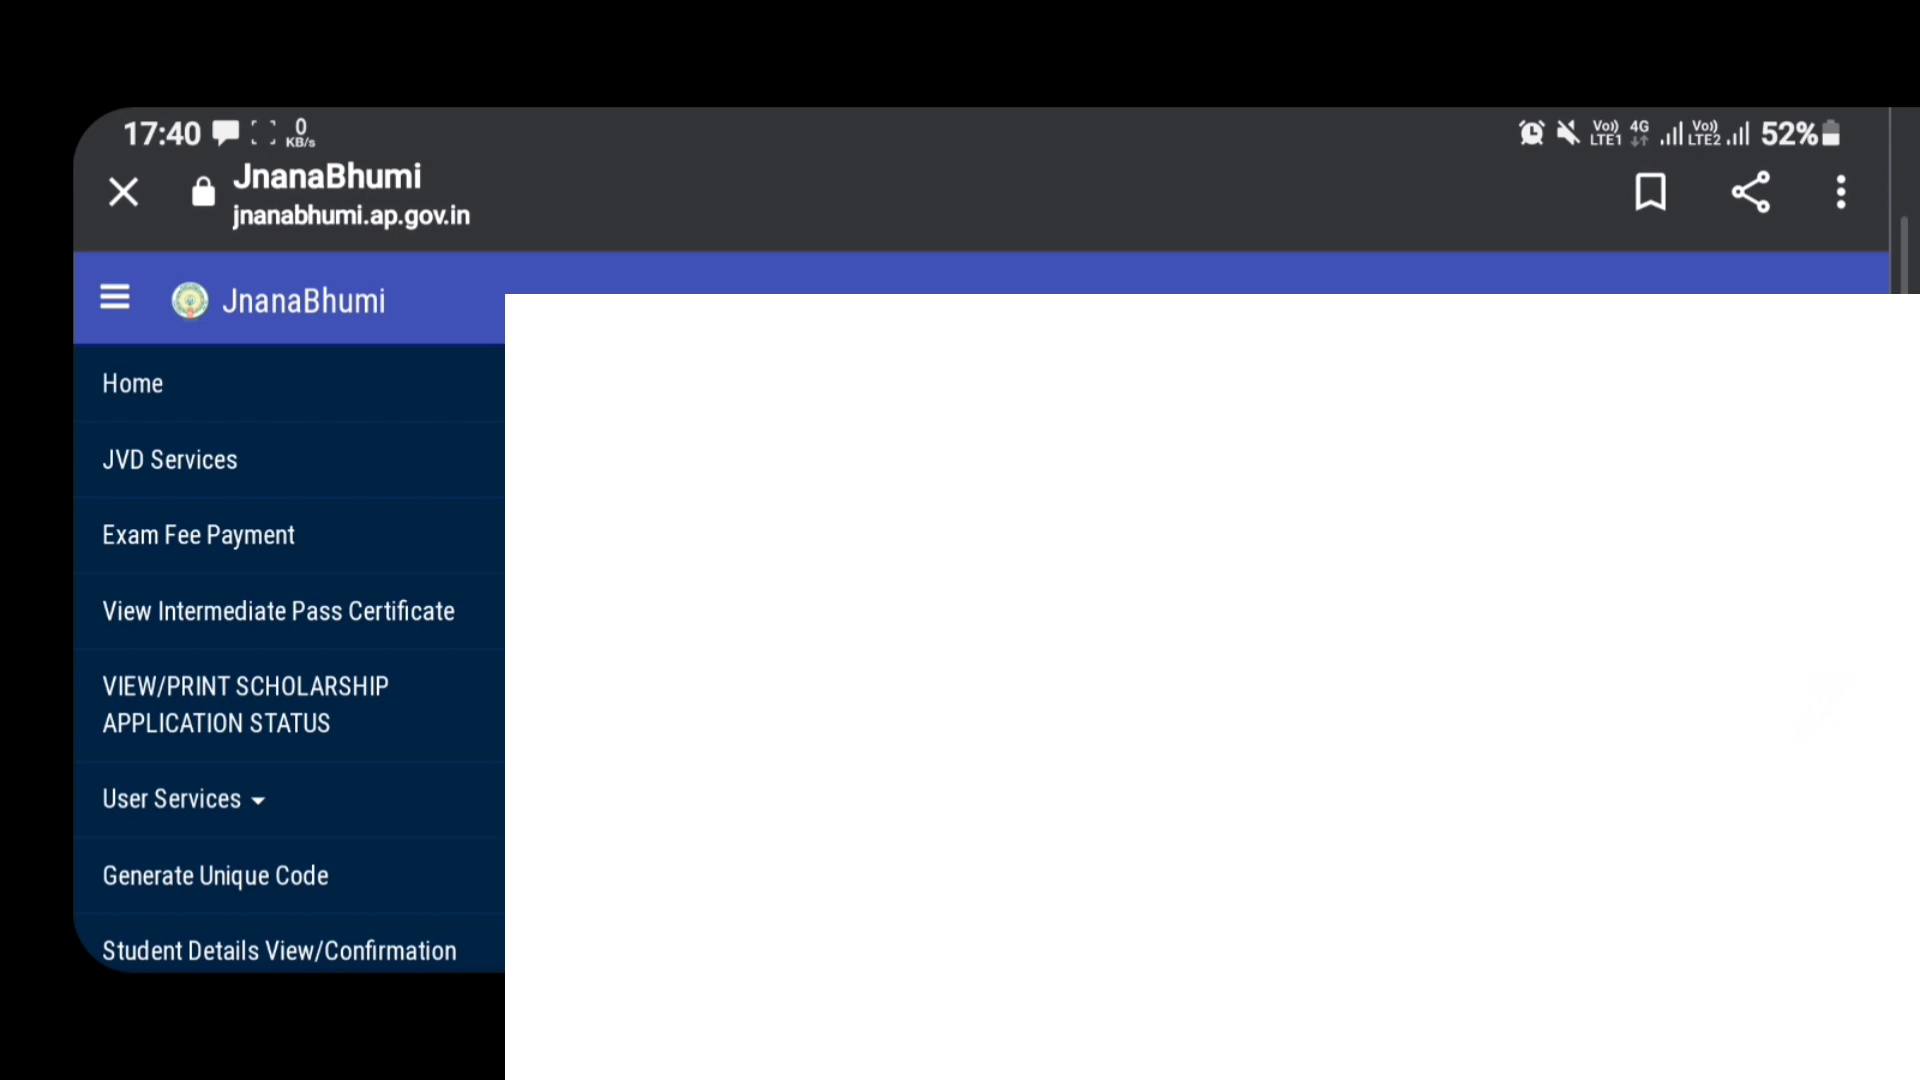 17:40 0 KB/s Vo)) LTE1 4G Vo)) LTE2 52%
JnanaBhumi
jnanabhumi.ap.gov.in
JnanaBhumi
Home
JVD Services
Exam Fee Payment
View Intermediate Pass Certificate
VIEW/PRINT SCHOLARSHIP
APPLICATION STATUS
User Services
Generate Unique Code
Student Details View/Confirmation